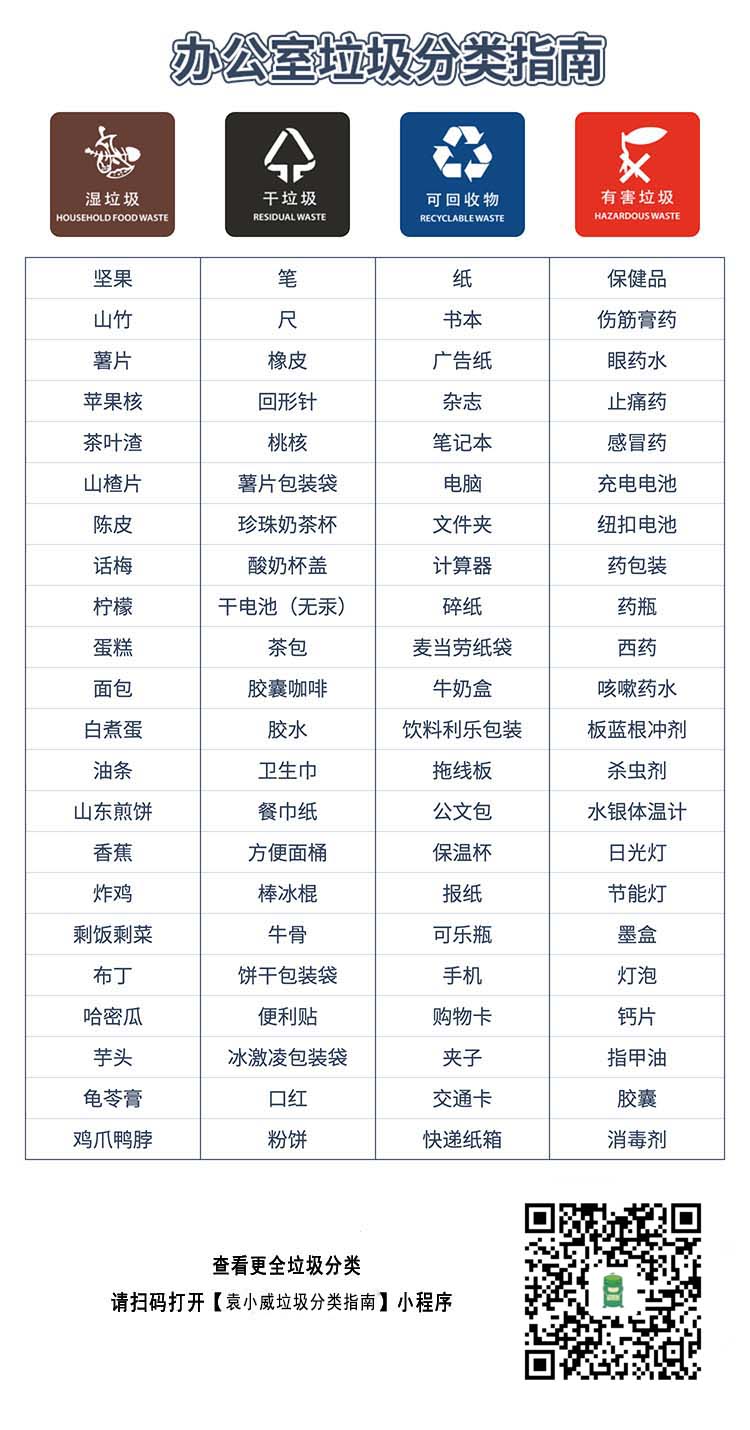 办公室垃圾分类指南
湿垃圾 干垃圾 可回收物 有害垃圾
HOUSEHOLD FOOD WASTE RESIDUAL WASTE RECYCLABLE WASTE HAZARDOUS WASTE
坚果 笔 纸 保健品
山竹 尺 书本 伤筋膏药
薯片 橡皮 广告纸 眼药水
苹果核 回形针 杂志 止痛药
茶叶渣 桃核 笔记本 感冒药
山楂片 薯片包装袋 电脑 充电电池
陈皮 珍珠奶茶杯 文件夹 纽扣电池
话梅 酸奶杯盖 计算器 药包装
柠檬 干电池（无汞） 碎纸 药瓶
蛋糕 茶包 麦当劳纸袋 西药
面包 胶囊咖啡 牛奶盒 咳嗽药水
白煮蛋 胶水 饮料利乐包装 板蓝根冲剂
油条 卫生巾 拖线板 杀虫剂
山东煎饼 餐巾纸 公文包 水银体温计
香蕉 方便面桶 保温杯 日光灯
炸鸡 棒冰棍 报纸 节能灯
剩饭剩菜 牛骨 可乐瓶 墨盒
布丁 饼干包装袋 手机 灯泡
哈密瓜 便利贴 购物卡 钙片
芋头 冰激凌包装袋 夹子 指甲油
龟苓膏 口红 交通卡 胶囊
鸡爪鸭脖 粉饼 快递纸箱 消毒剂
查看更全垃圾分类
请扫码打开【袁小威垃圾分类指南】小程序